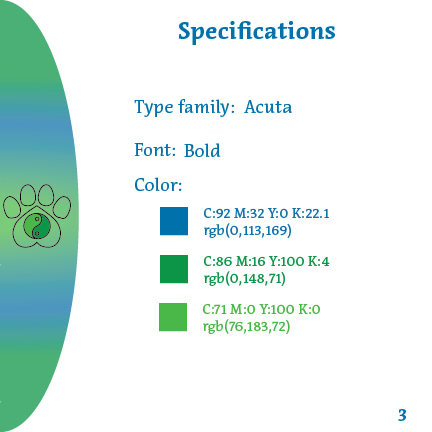 Specifications
Type family: Acuta
Font: Bold
Color:
C:92 M:32 Y:0 K:22.1
rgb(0,113,169)
C:86 M:16 Y:100 K:4
rgb(0,148,71)
C:71 M:0 Y:100 K:0
rgb(76,183,72)
3